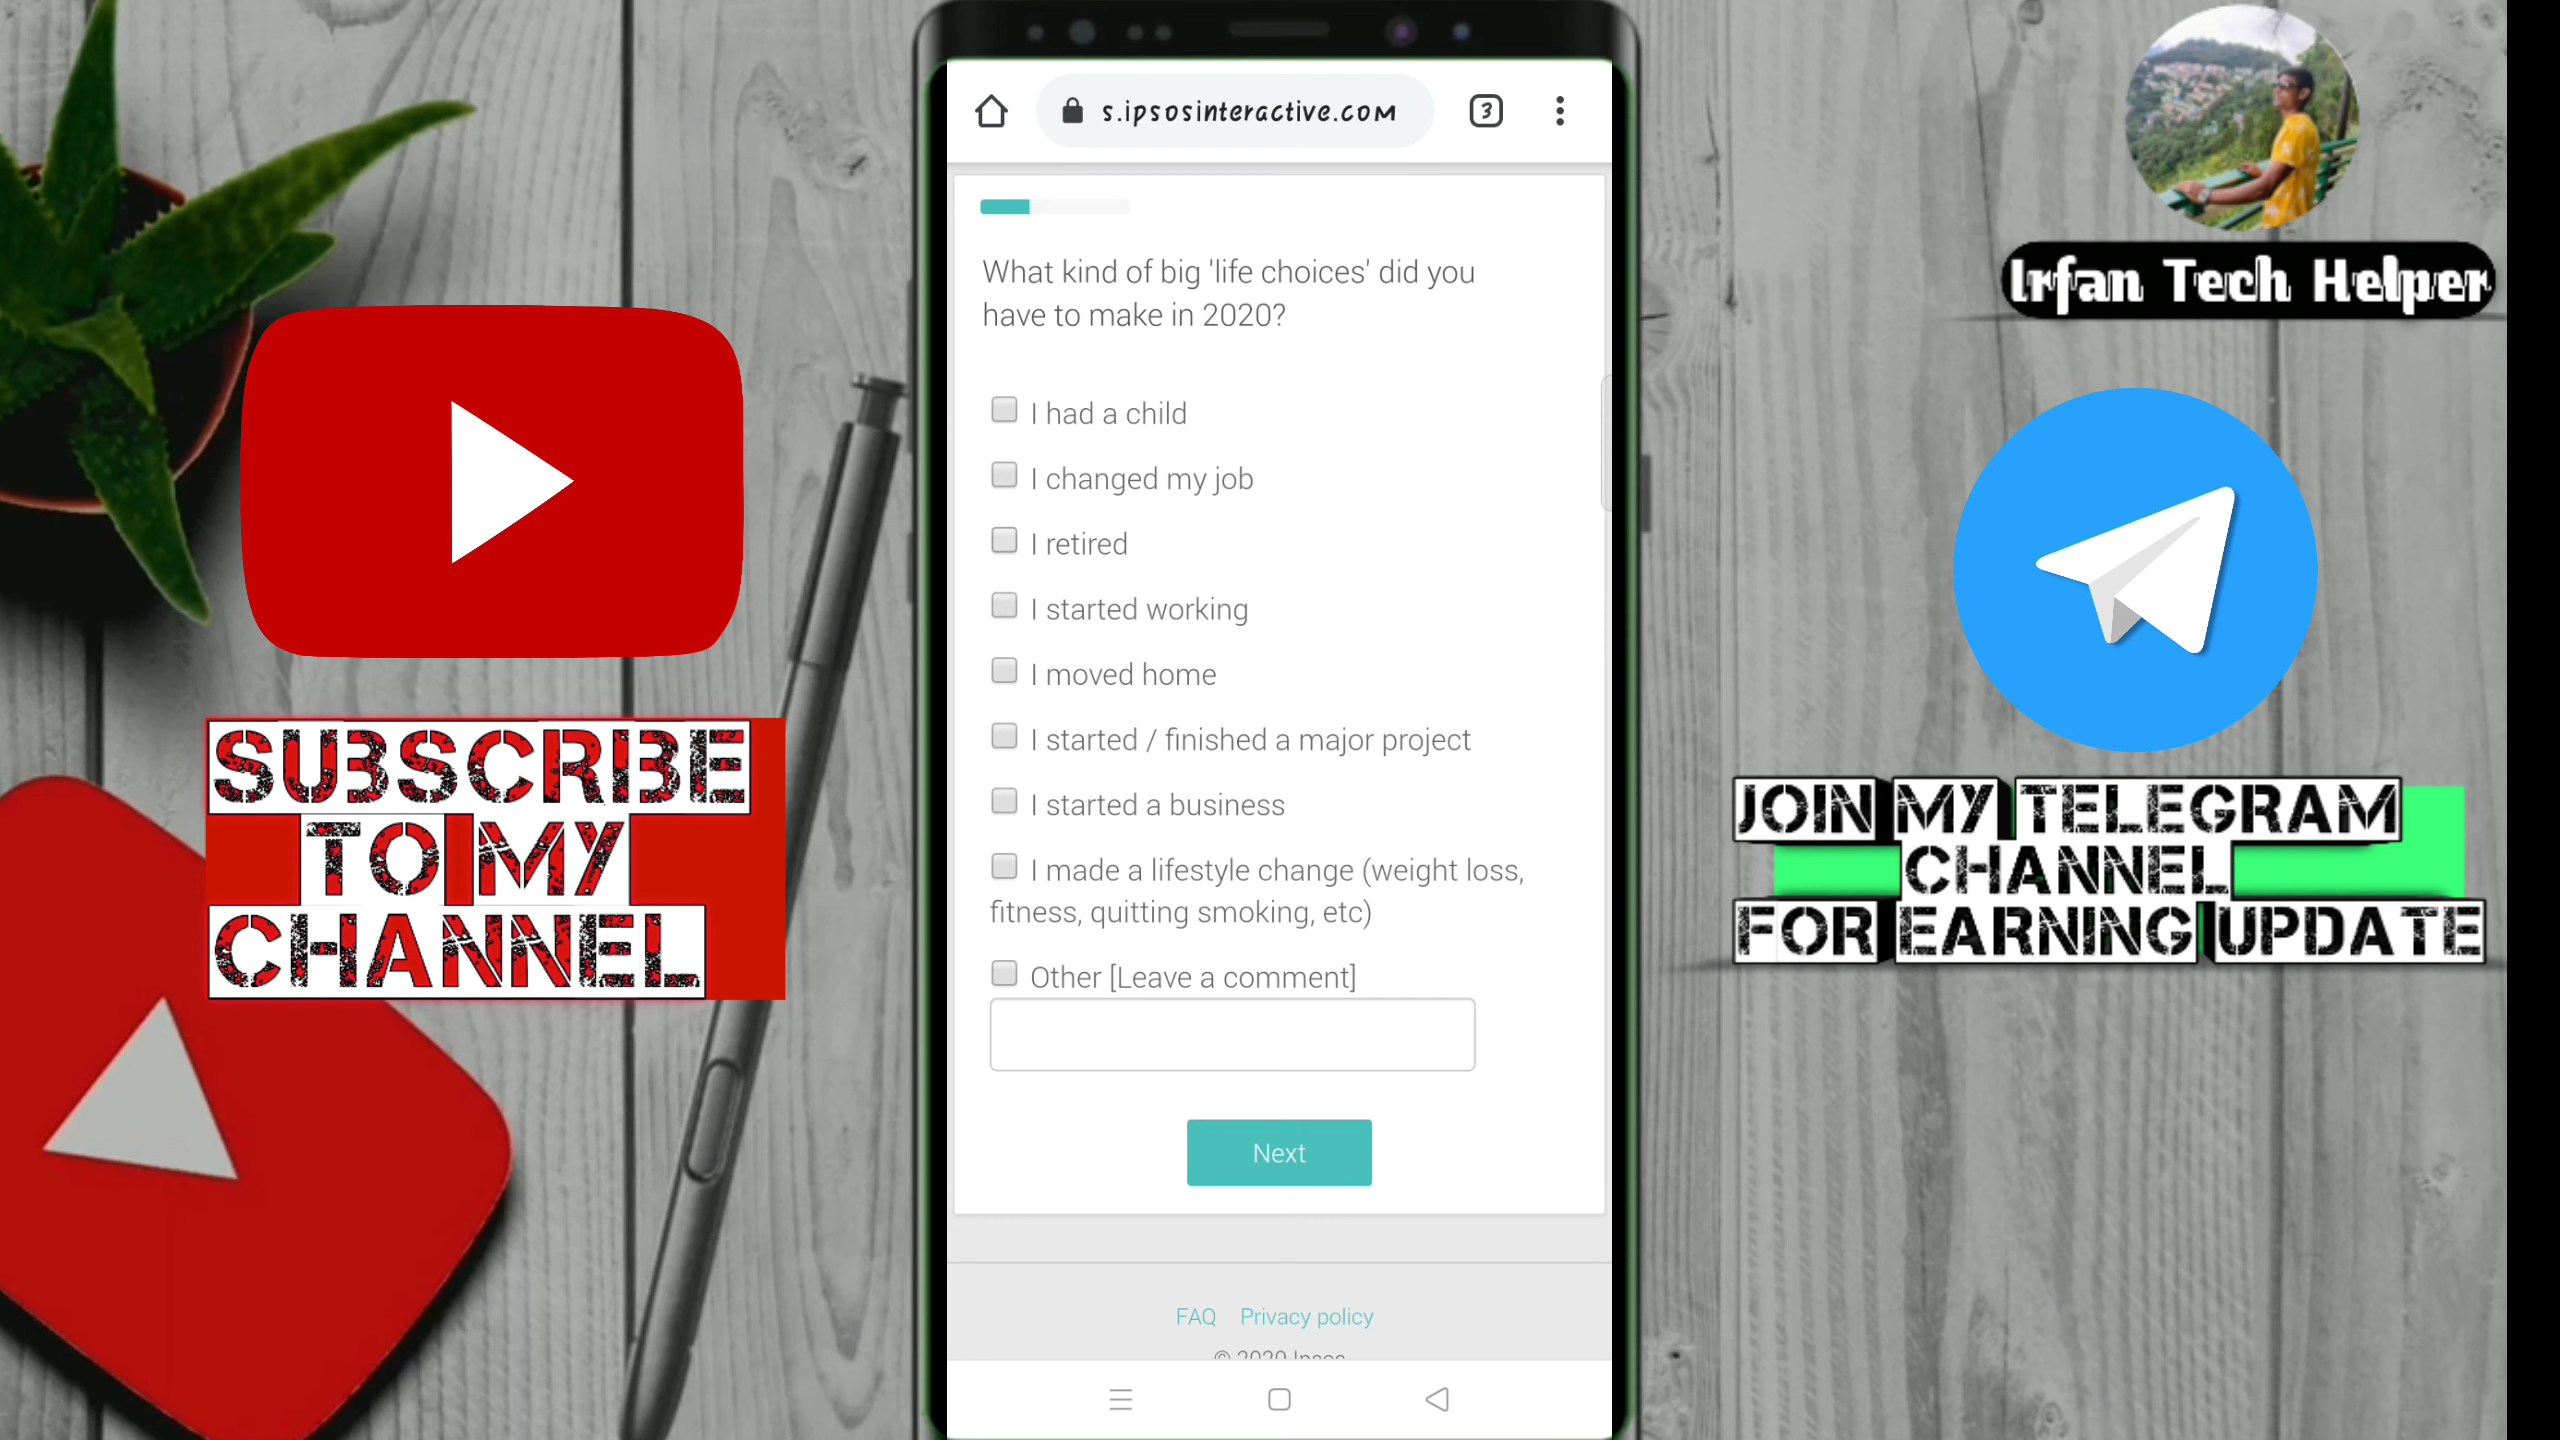 s.ipsosinteractive.com
3
What kind of big 'life choices' did you
have to make in 2020?
I had a child
I changed my job
I retired
I started working
I moved home
I started / finished a major project
I started a business
I made a lifestyle change (weight loss,
fitness, quitting smoking, etc)
Other [Leave a comment]
Next
FAQ Privacy policy
© 2020 Ipsos
SUBSCRIBE
TO MY
CHANNEL
Irfan Tech Helper
JOIN MY TELEGRAM
CHANNEL
FOR EARNING UPDATE